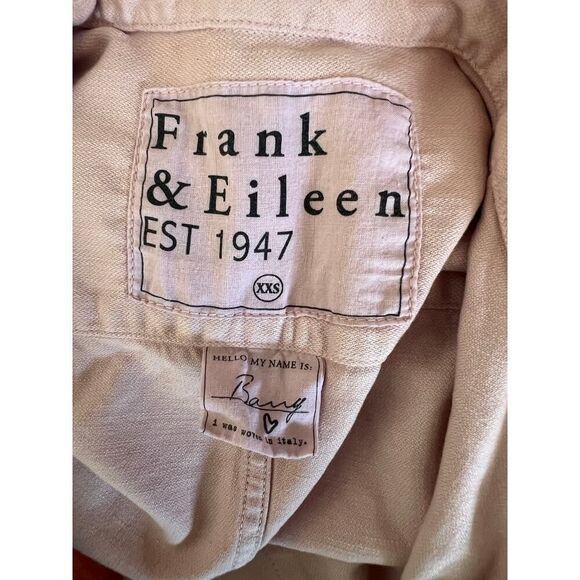 Frank
& Eileen
EST 1947
XXS
HELLO MY NAME IS:
Barry
i was woven in italy.